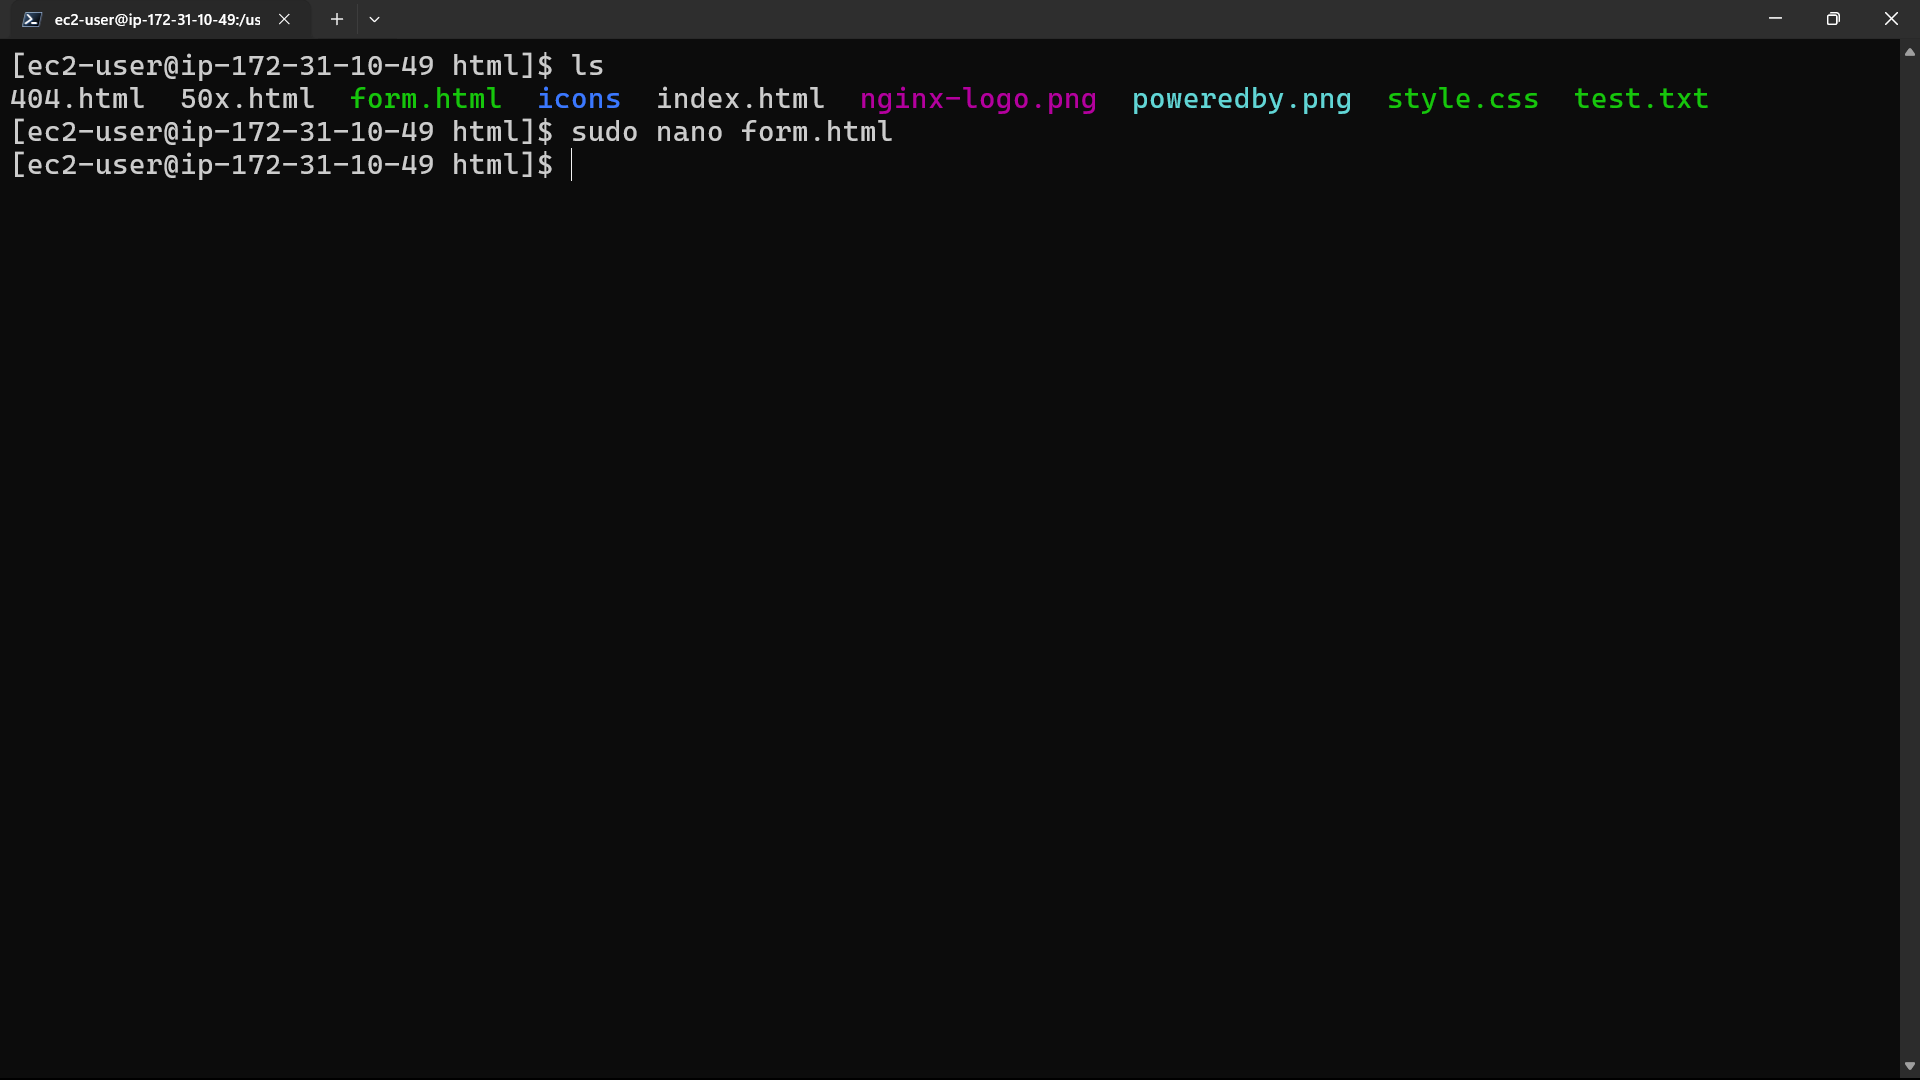 ec2-user@ip-172-31-10-49:/us
[ec2-user@ip-172-31-10-49 html]$ ls
404.html  50x.html  form.html  icons  index.html  nginx-logo.png  poweredby.png  style.css  test.txt
[ec2-user@ip-172-31-10-49 html]$ sudo nano form.html
[ec2-user@ip-172-31-10-49 html]$